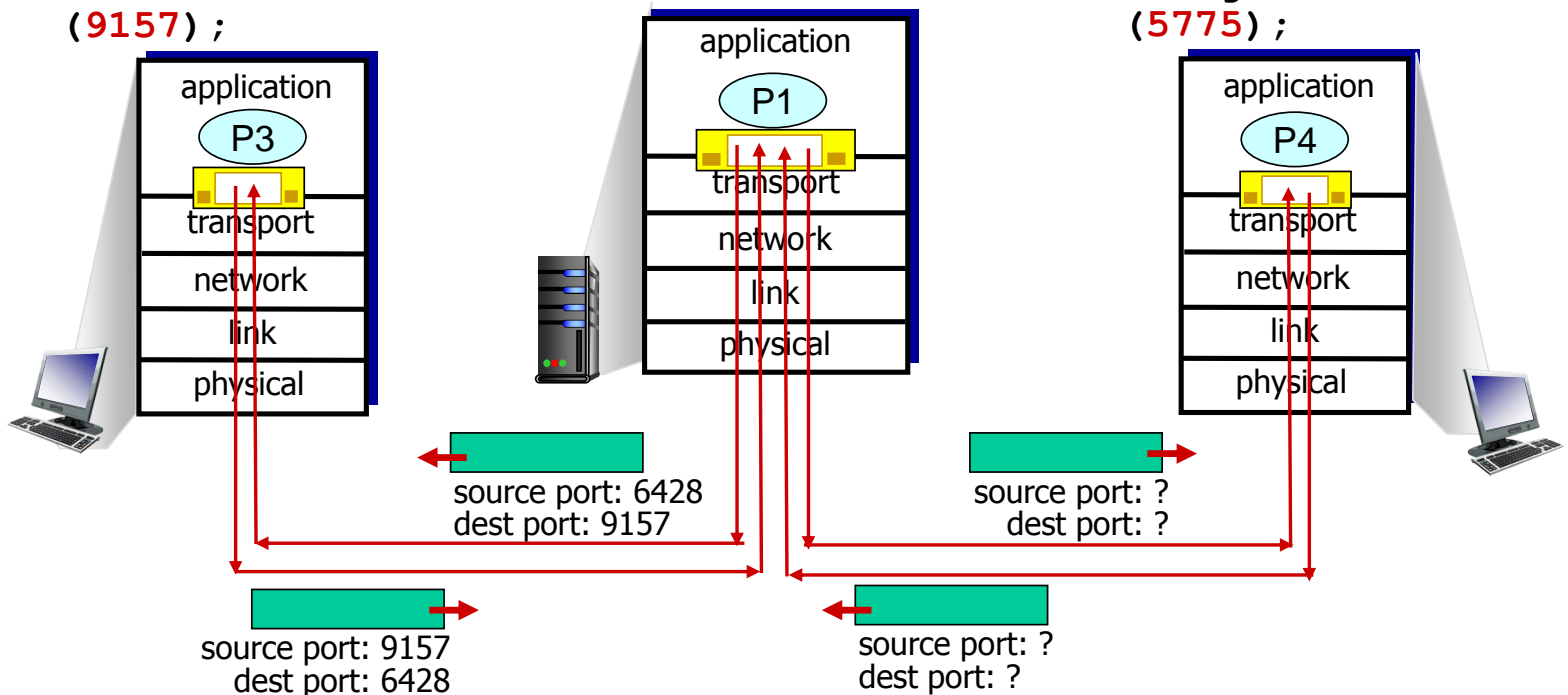 (9157);
(5775);
application
P3
transport
network
link
physical
application
P1
transport
network
link
physical
application
P4
transport
network
link
physical
source port: 6428
dest port: 9157
source port: ?
dest port: ?
source port: 9157
dest port: 6428
source port: ?
dest port: ?